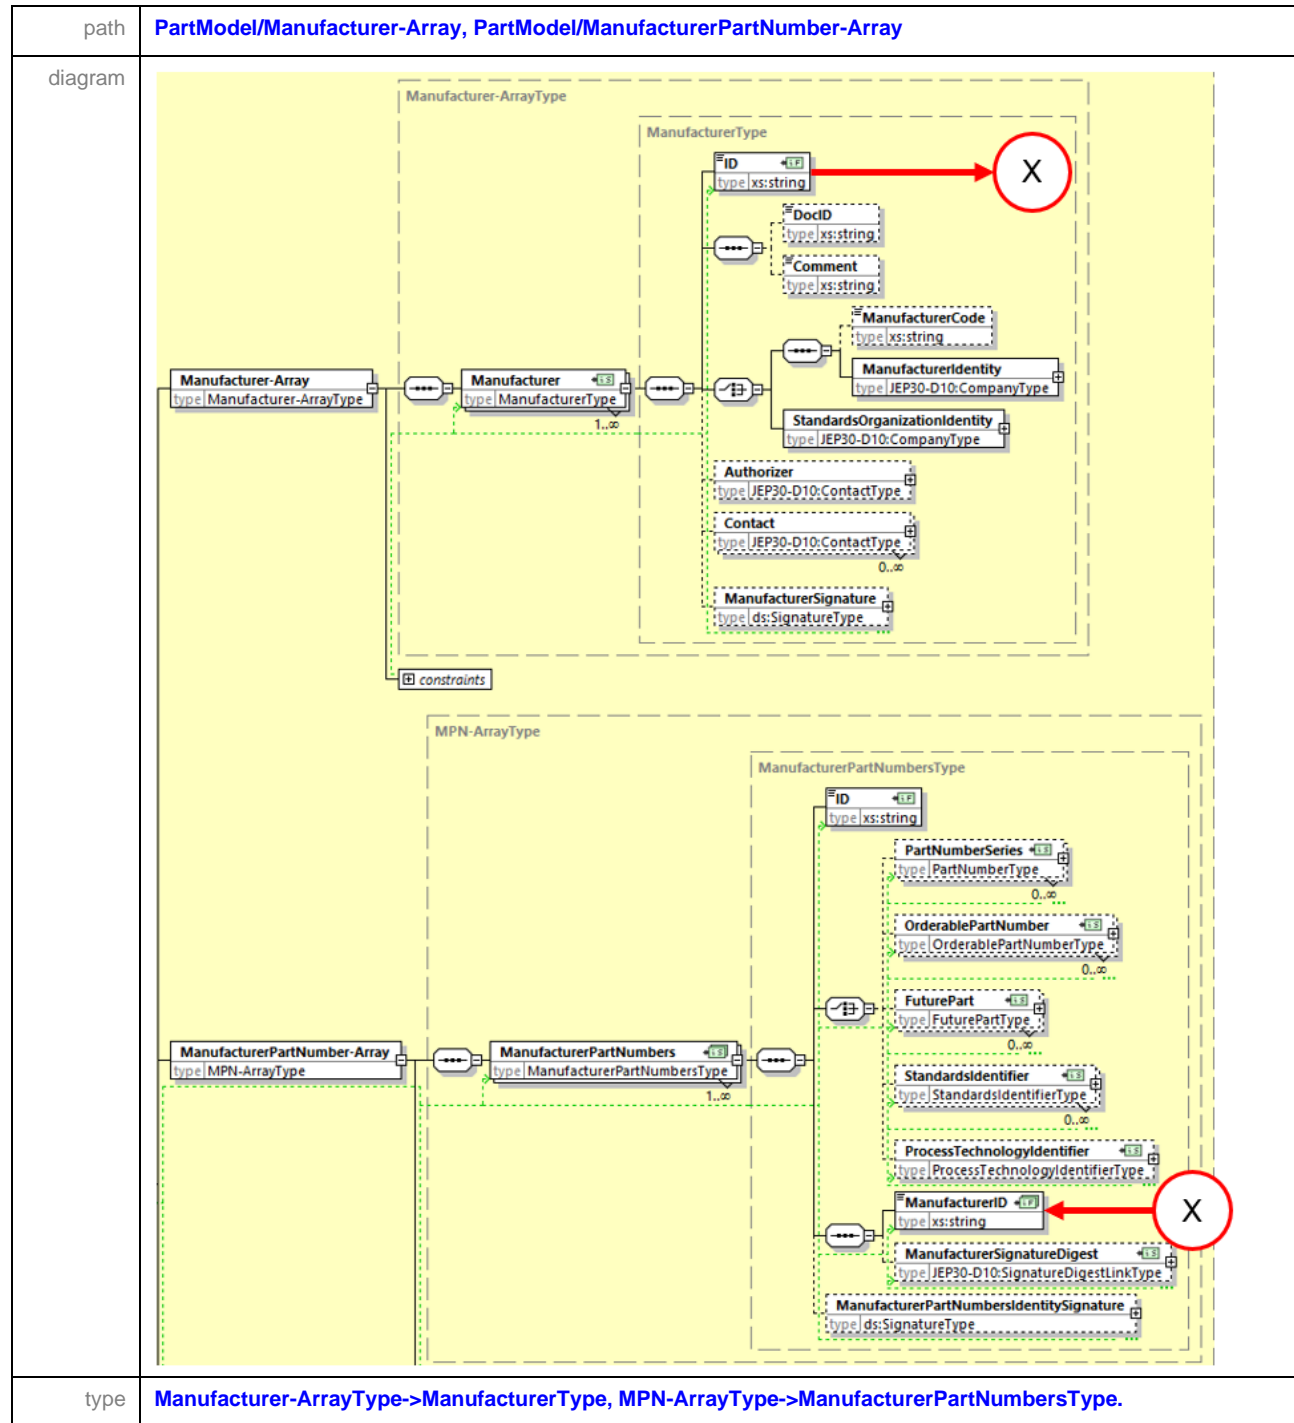 path
PartModel/Manufacturer-Array, PartModel/ManufacturerPartNumber-Array
diagram
Manufacturer-ArrayType
ManufacturerType
ID
type xs:string
X
DocID
type xs:string
Comment
type xs:string
ManufacturerCode
type xs:string
ManufacturerIdentity
type JEP30-D10:CompanyType
Manufacturer-Array
type Manufacturer-ArrayType
Manufacturer
type ManufacturerType
1..∞
StandardsOrganizationIdentity
type JEP30-D10:CompanyType
Authorizer
type JEP30-D10:ContactType
Contact
type JEP30-D10:ContactType
0..∞
ManufacturerSignature
type ds:SignatureType
constraints
MPN-ArrayType
ManufacturerPartNumbersType
ID
type xs:string
PartNumberSeries
type PartNumberType
0..∞
OrderablePartNumber
type OrderablePartNumberType
0..∞
FuturePart
type FuturePartType
0..∞
ManufacturerPartNumber-Array
type MPN-ArrayType
ManufacturerPartNumbers
type ManufacturerPartNumbersType
1..∞
StandardsIdentifier
type StandardsIdentifierType
0..∞
ProcessTechnologyIdentifier
type ProcessTechnologyIdentifierType
ManufacturerID
type xs:string
X
ManufacturerSignatureDigest
type JEP30-D10:SignatureDigestLinkType
ManufacturerPartNumbersIdentitySignature
type ds:SignatureType
type
Manufacturer-ArrayType->ManufacturerType, MPN-ArrayType->ManufacturerPartNumbersType.